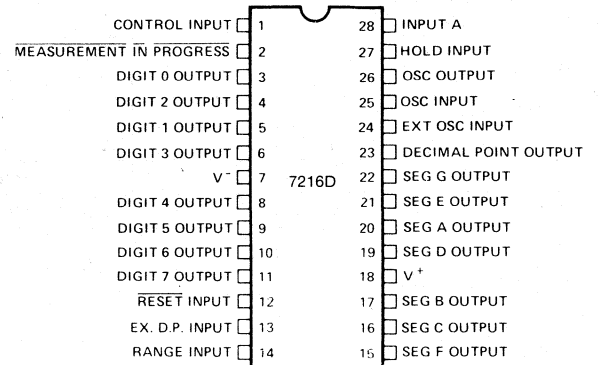 CONTROL INPUT 1 28 INPUT A
MEASUREMENT IN PROGRESS 2 27 HOLD INPUT
DIGIT 0 OUTPUT 3 26 OSC OUTPUT
DIGIT 2 OUTPUT 4 25 OSC INPUT
DIGIT 1 OUTPUT 5 24 EXT OSC INPUT
DIGIT 3 OUTPUT 6 23 DECIMAL POINT OUTPUT
V- 7 7216D 22 SEG G OUTPUT
DIGIT 4 OUTPUT 8 21 SEG E OUTPUT
DIGIT 5 OUTPUT 9 20 SEG A OUTPUT
DIGIT 6 OUTPUT 10 19 SEG D OUTPUT
DIGIT 7 OUTPUT 11 18 V+
RESET INPUT 12 17 SEG B OUTPUT
EX. D.P. INPUT 13 16 SEG C OUTPUT
RANGE INPUT 14 15 SEG F OUTPUT